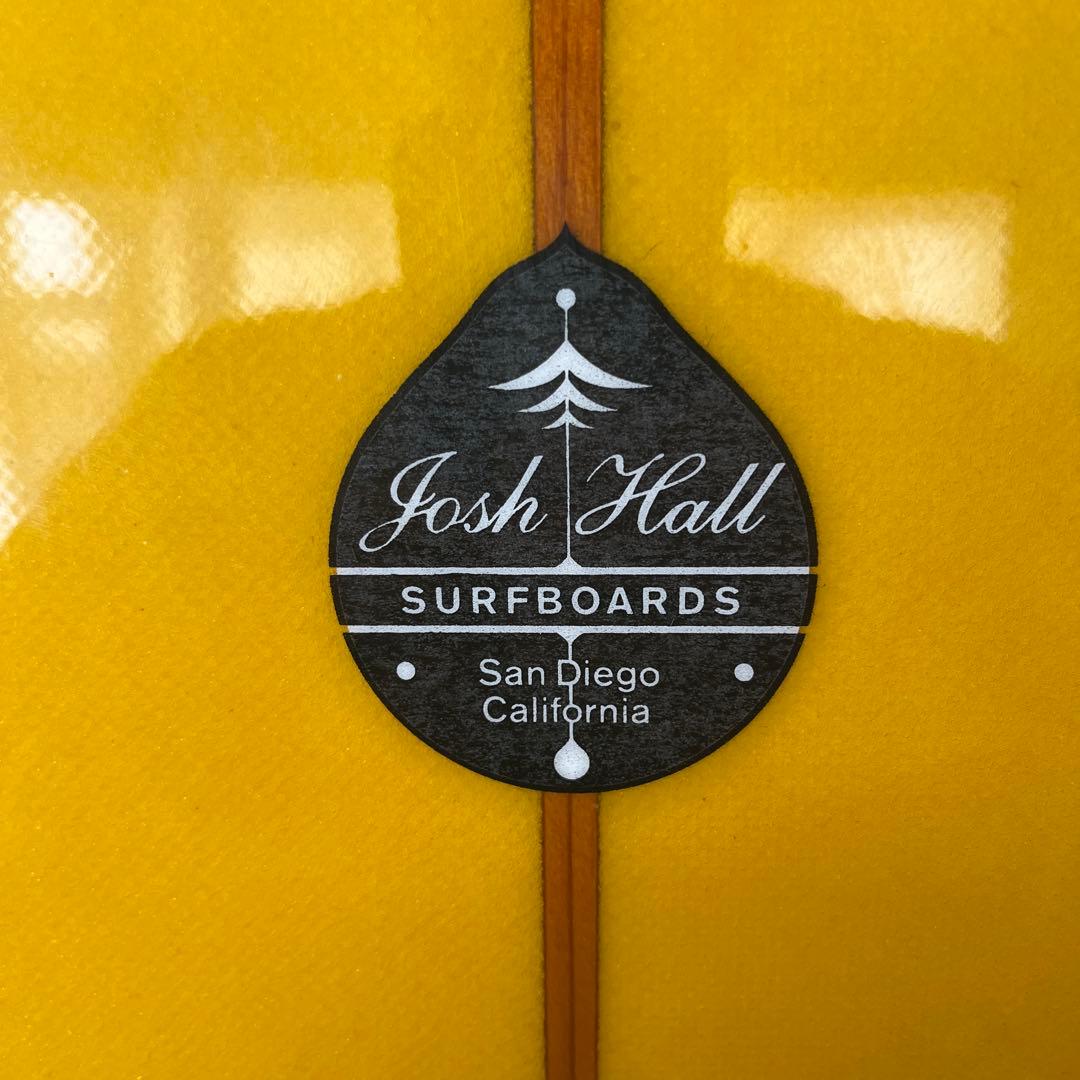 Josh Hall
SURFBOARDS
San Diego
California